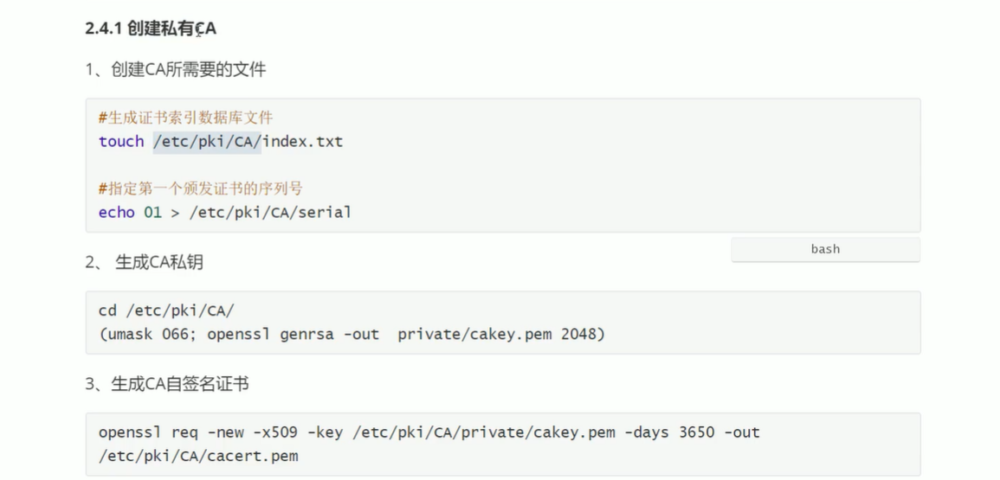 2.4.1 创建私有CA
1、创建CA所需要的文件
#生成证书索引数据库文件
touch /etc/pki/CA/index.txt
#指定第一个颁发证书的序列号
echo 01 > /etc/pki/CA/serial
bash
2、 生成CA私钥
cd /etc/pki/CA/
(umask 066; openssl genrsa -out  private/cakey.pem 2048)
3、生成CA自签名证书
openssl req -new -x509 -key /etc/pki/CA/private/cakey.pem -days 3650 -out
/etc/pki/CA/cacert.pem